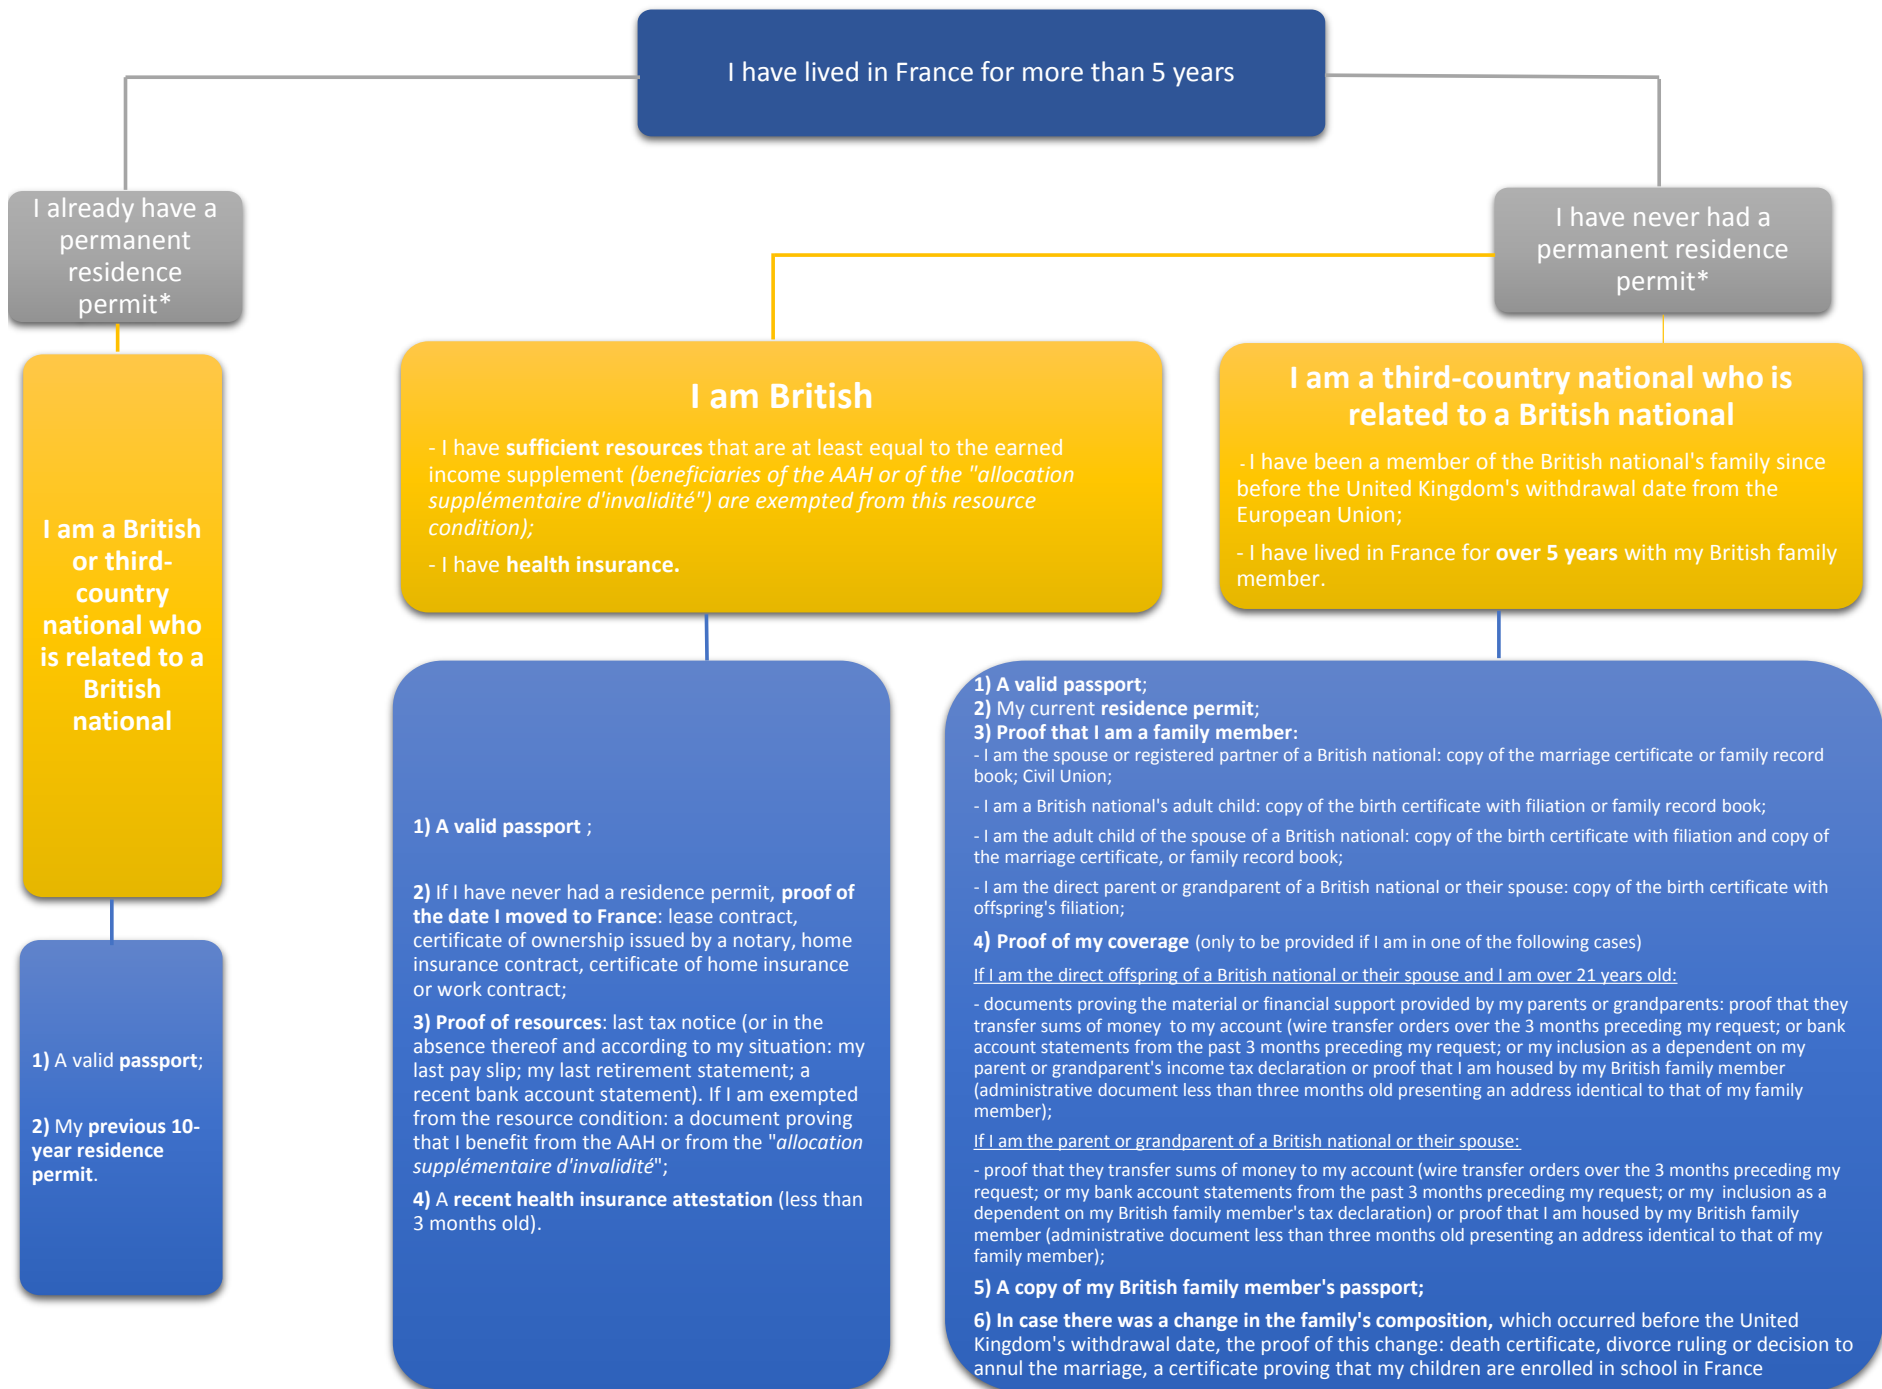 I have lived in France for more than 5 years
I already have a
permanent
residence
permit*
I have never had a
permanent residence
permit*
I am a British
or third-
country
national who
is related to a
British
national
I am British
- I have sufficient resources that are at least equal to the earned
income supplement (beneficiaries of the AAH or of the "allocation
supplémentaire d'invalidité") are exempted from this resource
condition);
- I have health insurance.
I am a third-country national who is
related to a British national
- I have been a member of the British national's family since
before the United Kingdom's withdrawal date from the
European Union;
- I have lived in France for over 5 years with my British family
member.
1) A valid passport;
2) My previous 10-
year residence
permit.
1) A valid passport ;
2) If I have never had a residence permit, proof of
the date I moved to France: lease contract,
certificate of ownership issued by a notary, home
insurance contract, certificate of home insurance
or work contract;
3) Proof of resources: last tax notice (or in the
absence thereof and according to my situation: my
last pay slip; my last retirement statement; a
recent bank account statement). If I am exempted
from the resource condition: a document proving
that I benefit from the AAH or from the "allocation
supplémentaire d'invalidité";
4) A recent health insurance attestation (less than
3 months old).
1) A valid passport;
2) My current residence permit;
3) Proof that I am a family member:
- I am the spouse or registered partner of a British national: copy of the marriage certificate or family record
book; Civil Union;
- I am a British national's adult child: copy of the birth certificate with filiation or family record book;
- I am the adult child of the spouse of a British national: copy of the birth certificate with filiation and copy of
the marriage certificate, or family record book;
- I am the direct parent or grandparent of a British national or their spouse: copy of the birth certificate with
offspring's filiation;
4) Proof of my coverage (only to be provided if I am in one of the following cases)
If I am the direct offspring of a British national or their spouse and I am over 21 years old:
- documents proving the material or financial support provided by my parents or grandparents: proof that they
transfer sums of money to my account (wire transfer orders over the 3 months preceding my request; or bank
account statements from the past 3 months preceding my request; or my inclusion as a dependent on my
parent or grandparent's income tax declaration or proof that I am housed by my British family member
(administrative document less than three months old presenting an address identical to that of my family
member);
If I am the parent or grandparent of a British national or their spouse:
- proof that they transfer sums of money to my account (wire transfer orders over the 3 months preceding my
request; or my bank account statements from the past 3 months preceding my request; or my inclusion as a
dependent on my British family member's tax declaration) or proof that I am housed by my British family
member (administrative document less than three months old presenting an address identical to that of my
family member);
5) A copy of my British family member's passport;
6) In case there was a change in the family's composition, which occurred before the United
Kingdom's withdrawal date, the proof of this change: death certificate, divorce ruling or decision to
annul the marriage, a certificate proving that my children are enrolled in school in France